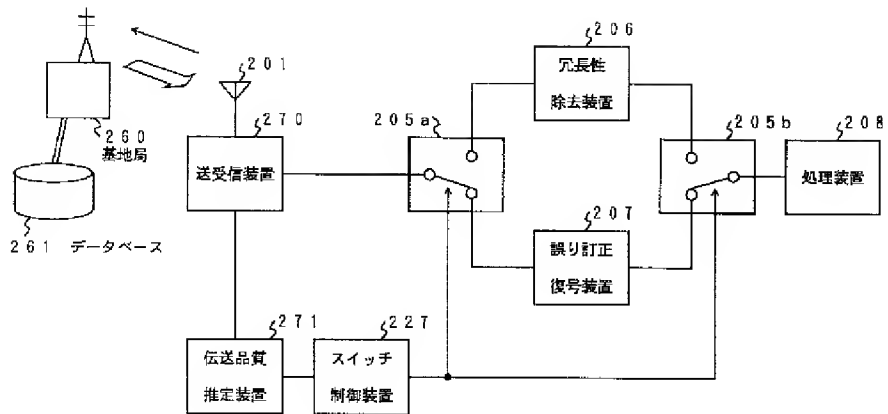 206
冗長性
除去装置
201
260
基地局
270
送受信装置
205a
205b
208
処理装置
261 データベース
207
誤り訂正
復号装置
271
伝送品質
推定装置
227
スイッチ
制御装置